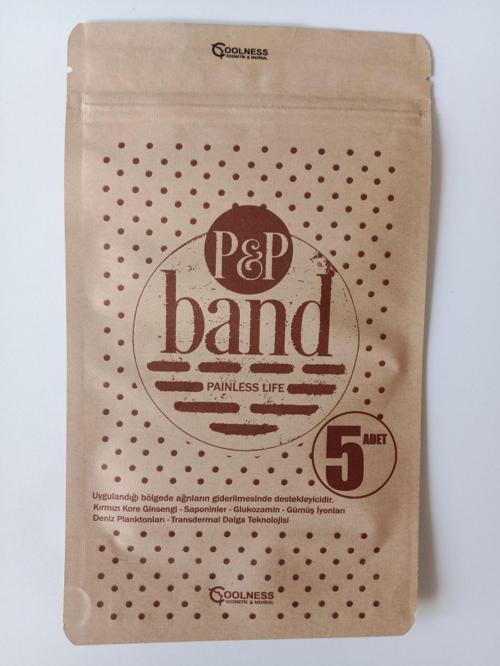 COOLNESS
KOZMETİK & MEDİKAL
P&P
band
PAINLESS LIFE
5 ADET
Uygulandığı bölgede ağrıların giderilmesinde destekleyicidir.
Kırmızı Kore Ginsengi - Saponinler - Glukozamin - Gümüş İyonları
Deniz Planktonları - Transdermal Dalga Teknolojisi
COOLNESS
KOZMETİK & MEDİKAL